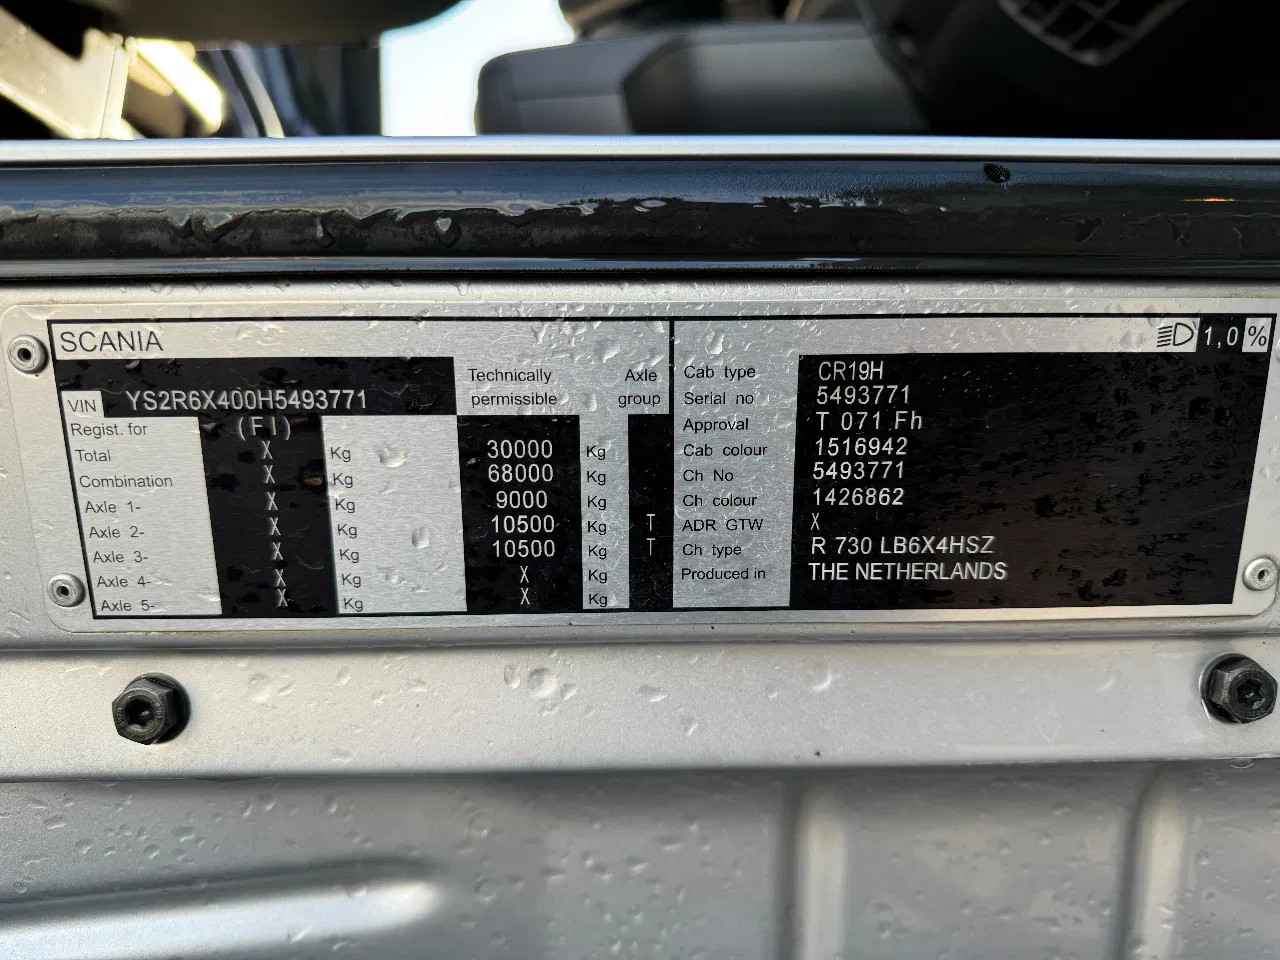 SCANIA
1,0 %
VIN YS2R6X400H5493771
Technically permissible
Axle group
Regist. for (FI)
Total X Kg 30000 Kg
Combination X Kg 68000 Kg
Axle 1- X Kg 9000 Kg
Axle 2- X Kg 10500 Kg T
Axle 3- X Kg 10500 Kg T
Axle 4- X Kg X Kg
Axle 5- X Kg X Kg
Cab type CR19H
Serial no 5493771
Approval T 071 Fh
Cab colour 1516942
Ch No 5493771
Ch colour 1426862
ADR GTW X
Ch type R 730 LB6X4HSZ
Produced in THE NETHERLANDS